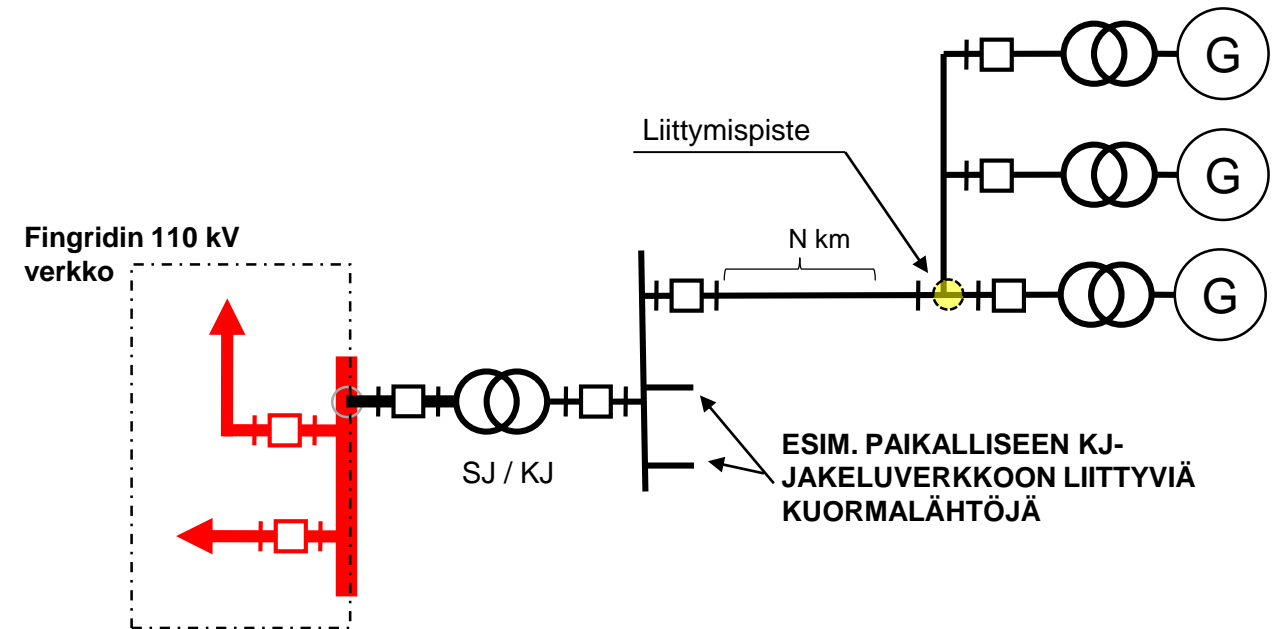 G
Liittymispiste
G
Fingridin 110 kV
verkko
N km
G
SJ / KJ
ESIM. PAIKALLISEEN KJ-
JAKELUVERKKOON LIITTYVIÄ
KUORMALÄHTÖJÄ